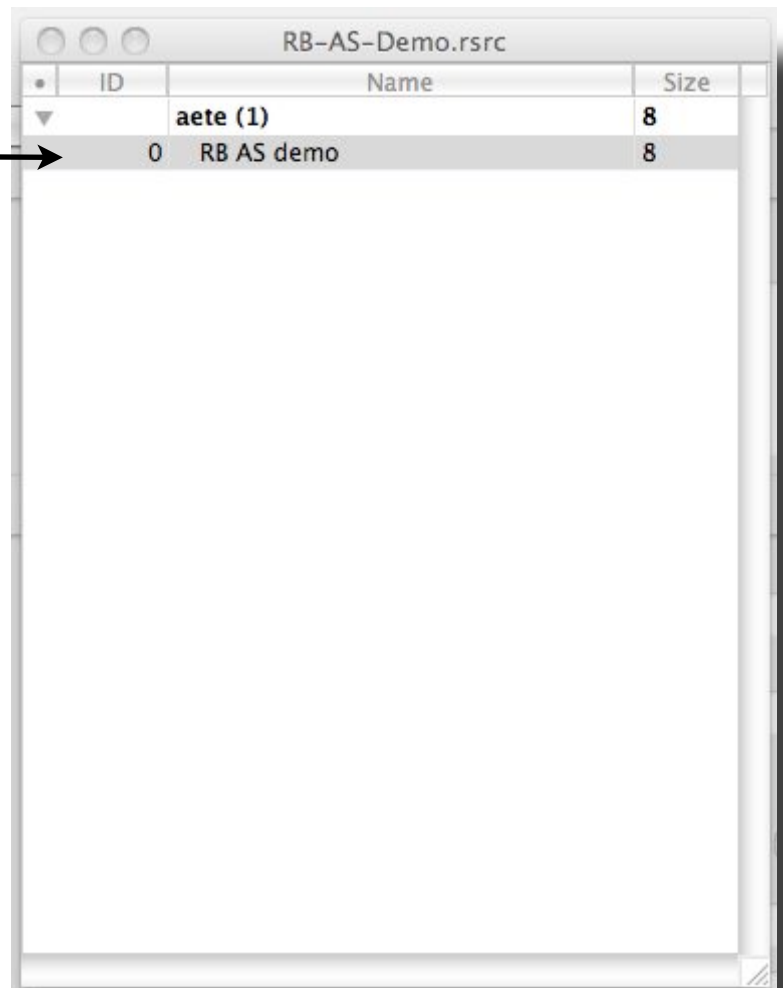 RB-AS-Demo.rsrc
• ID Name Size
aete (1) 8
0 RB AS demo 8